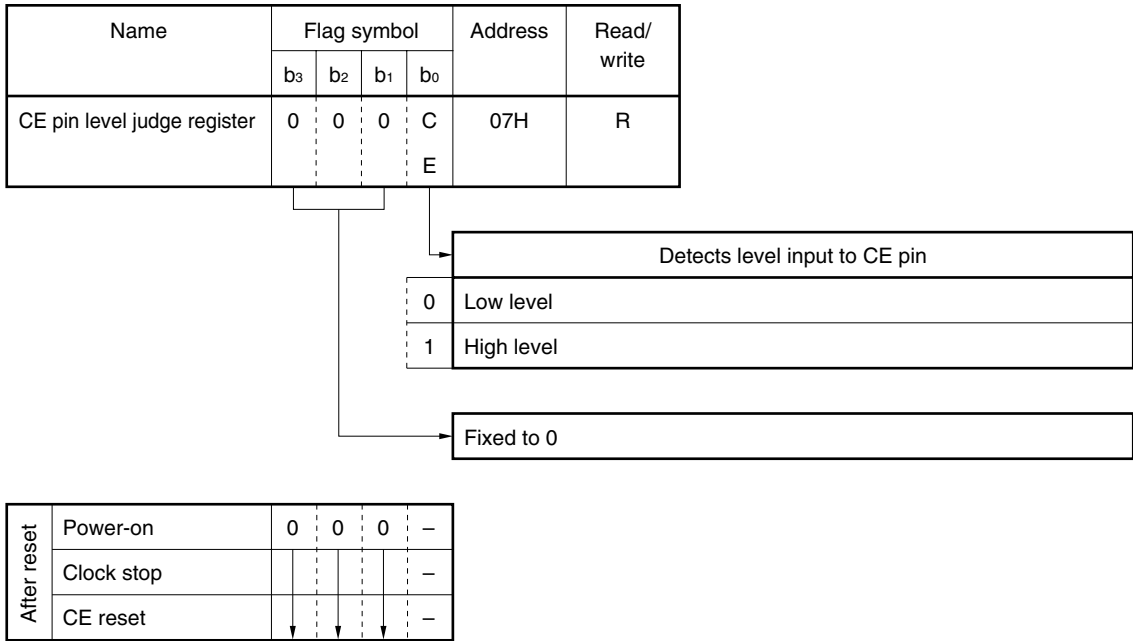 Name Flag symbol Address Read/
write
b3 b2 b1 b0
CE pin level judge register 0 0 0 C 07H R
E
Detects level input to CE pin
0 Low level
1 High level
Fixed to 0
After reset
Power-on 0 0 0 –
Clock stop –
CE reset –